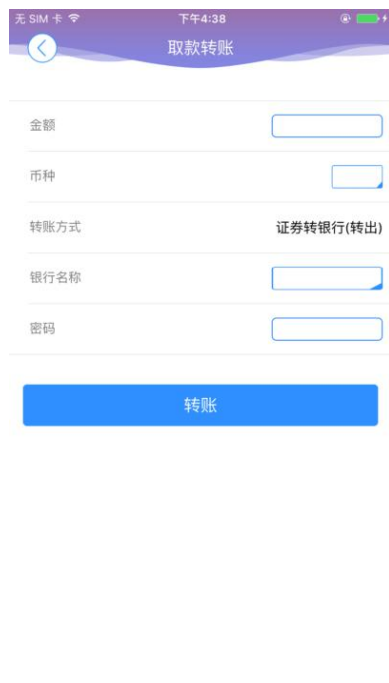 无 SIM 卡 下午4:38
取款转账
金额
币种
转账方式 证券转银行(转出)
银行名称
密码
转账